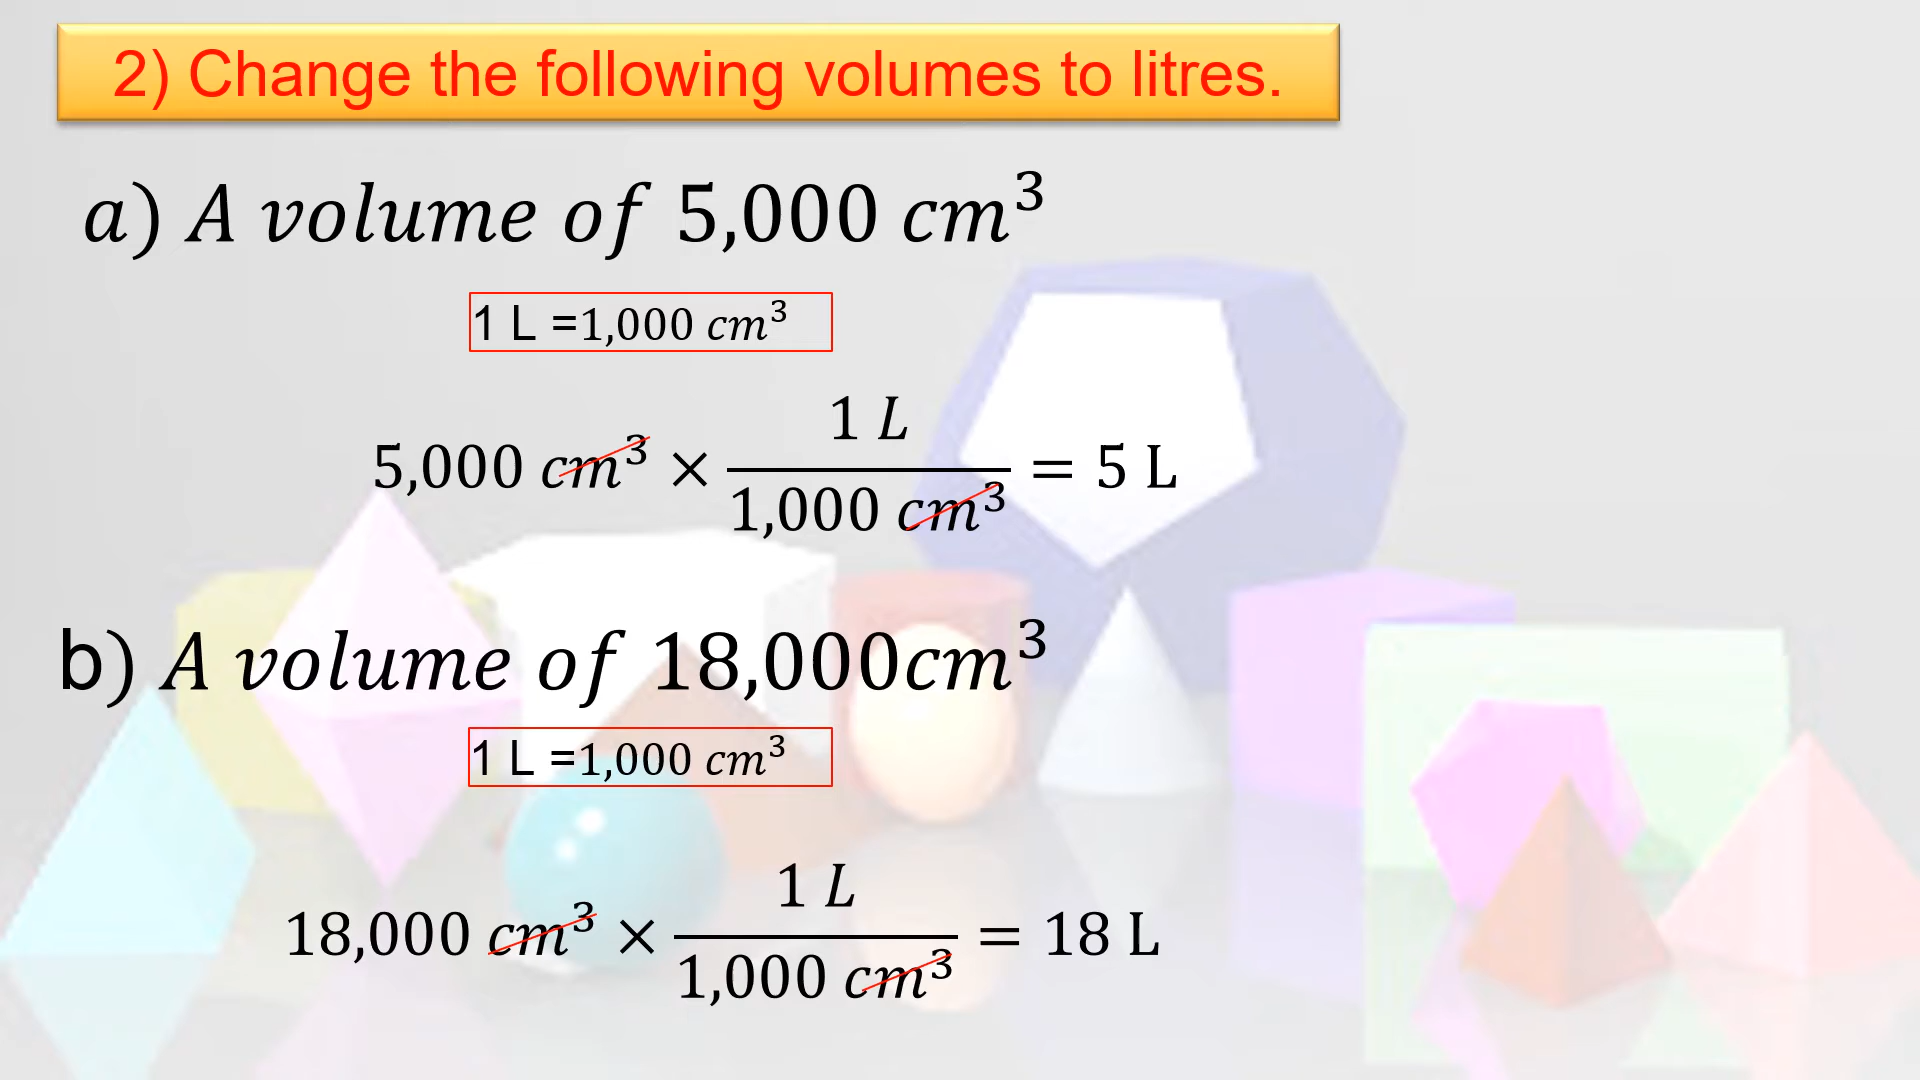 2) Change the following volumes to litres.
a) A volume of 5,000 cm³
1 L =1,000 cm³
5,000 cm³ × 1 L / 1,000 cm³ = 5 L
b) A volume of 18,000cm³
1 L =1,000 cm³
18,000 cm³ × 1 L / 1,000 cm³ = 18 L